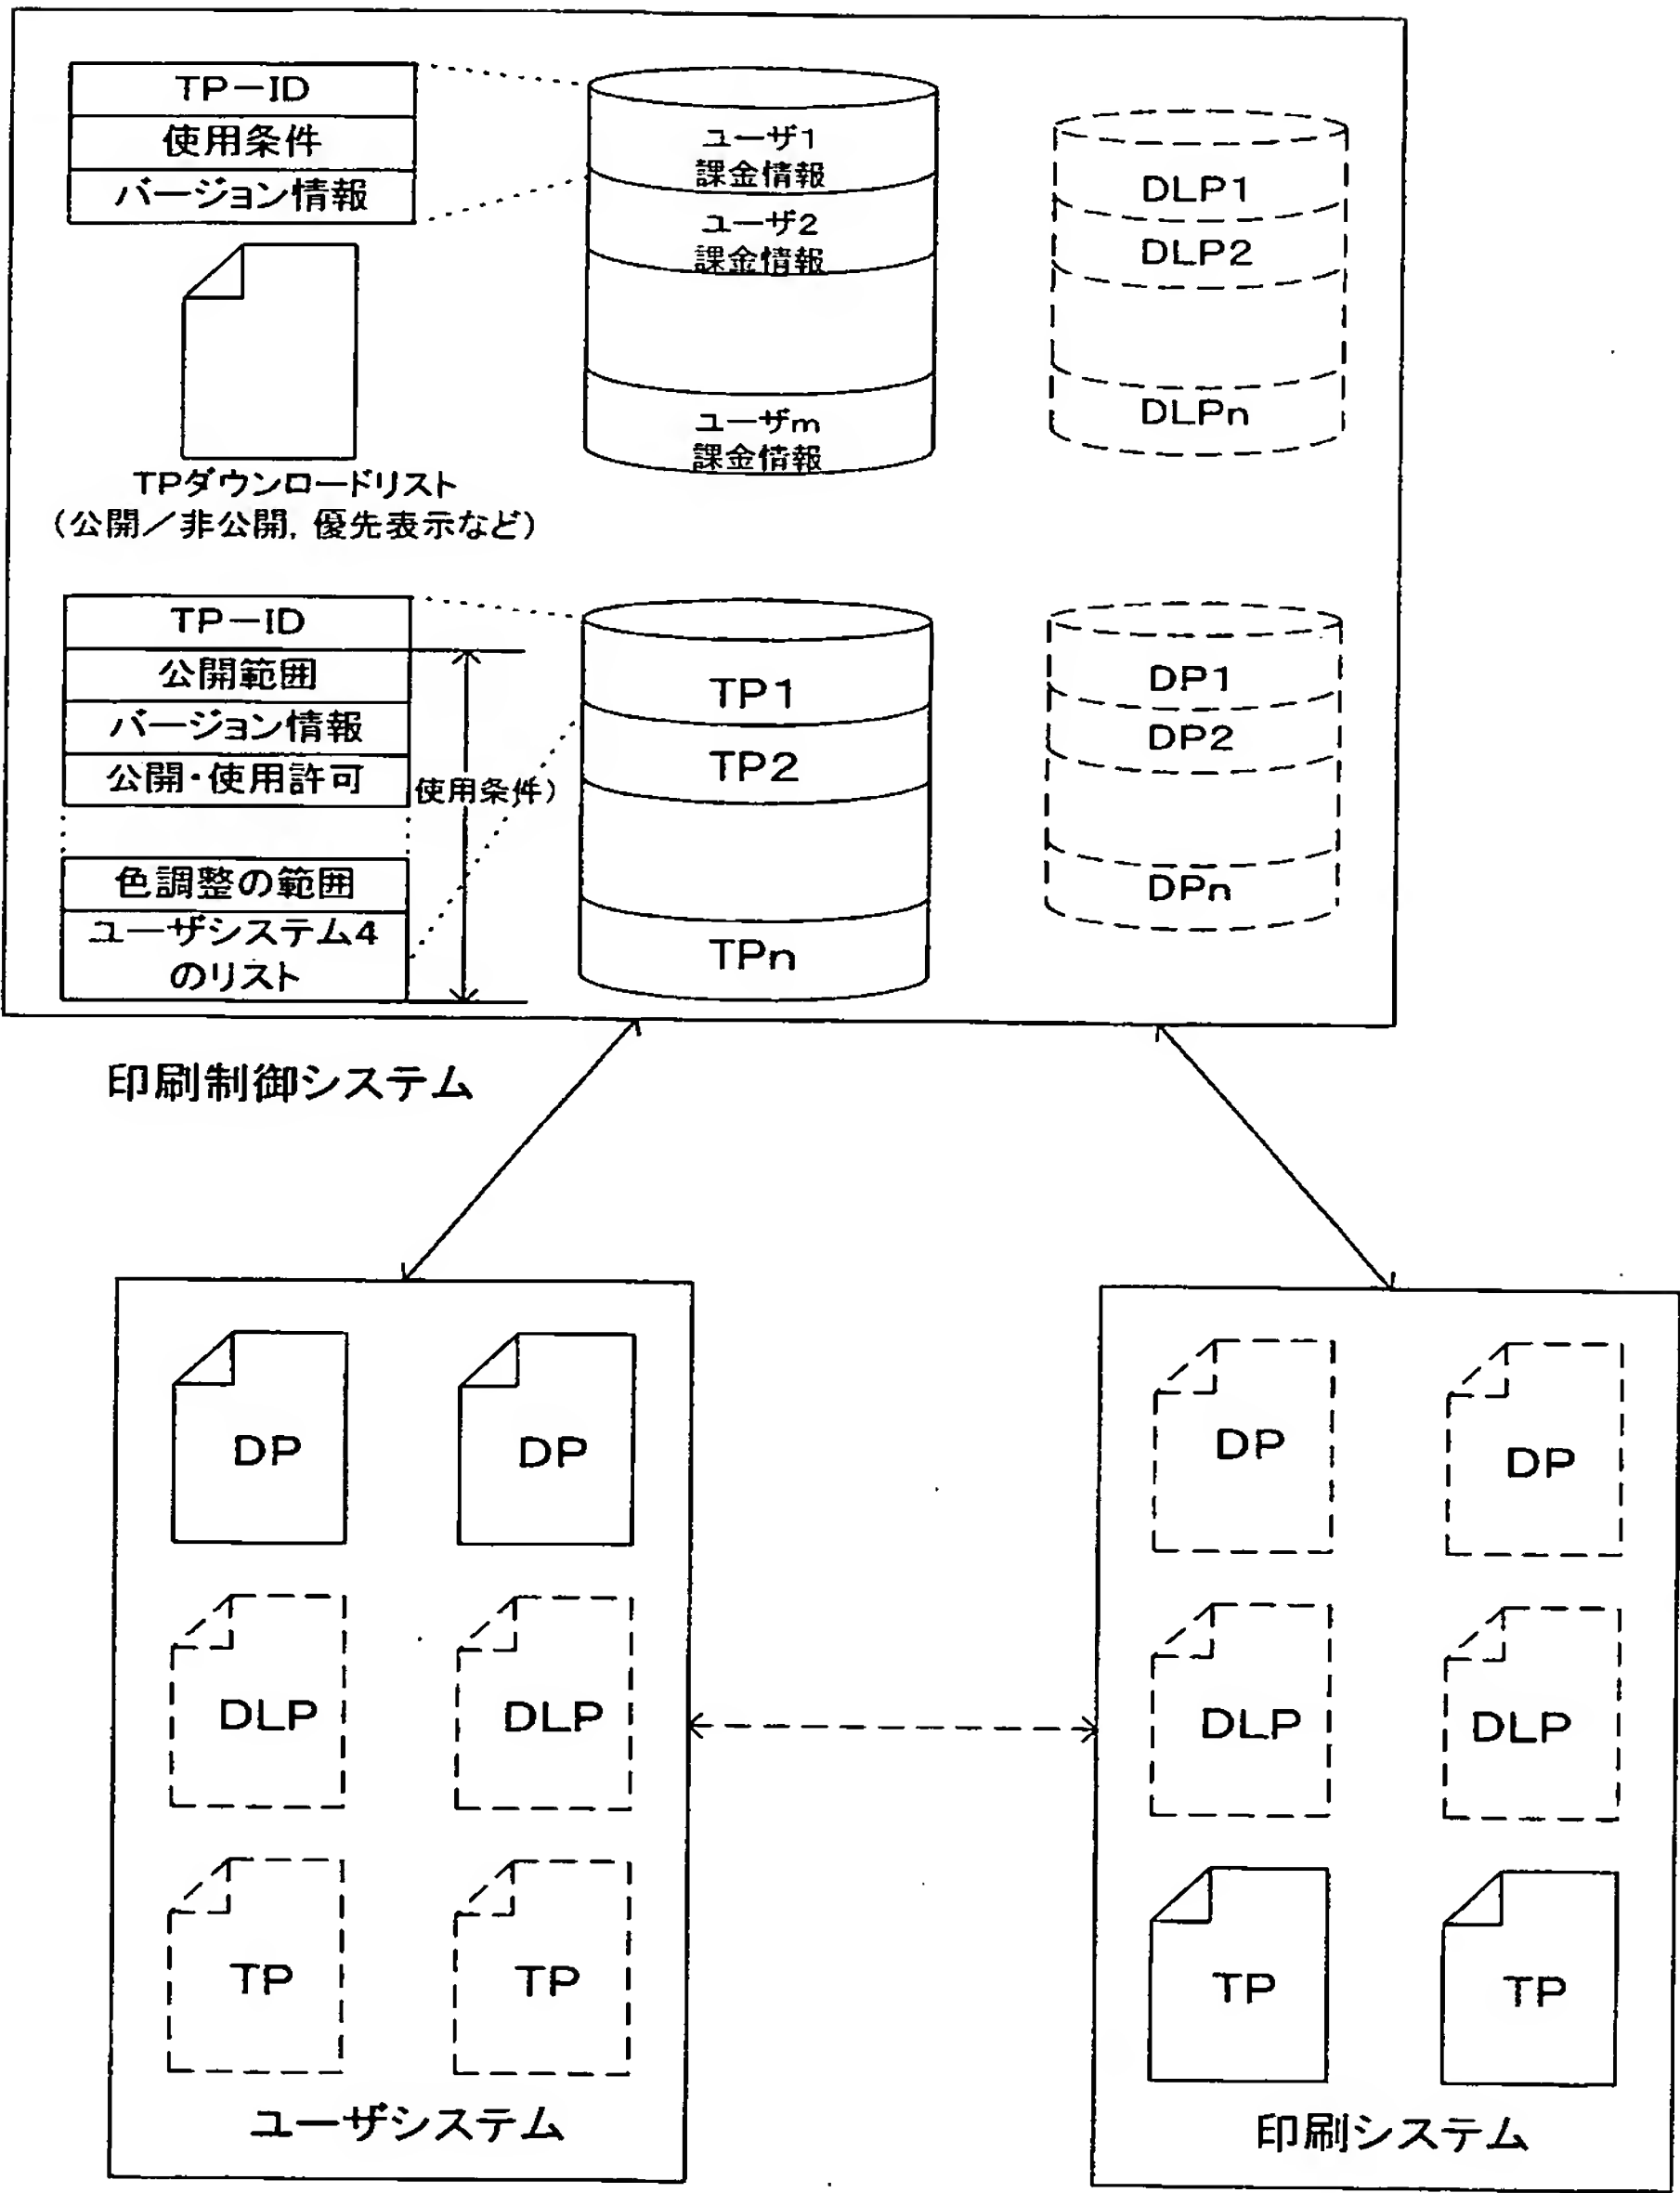 TP－ID
使用条件
バージョン情報
ユーザ1
課金情報
ユーザ2
課金情報
ユーザm
課金情報
DLP1
DLP2
DLPn
TPダウンロードリスト
（公開／非公開，優先表示など）
TP－ID
公開範囲
バージョン情報
公開・使用許可
色調整の範囲
ユーザシステム4
のリスト
使用条件）
TP1
TP2
TPn
DP1
DP2
DPn
印刷制御システム
DP
DP
DLP
DLP
TP
TP
ユーザシステム
DP
DP
DLP
DLP
TP
TP
印刷システム